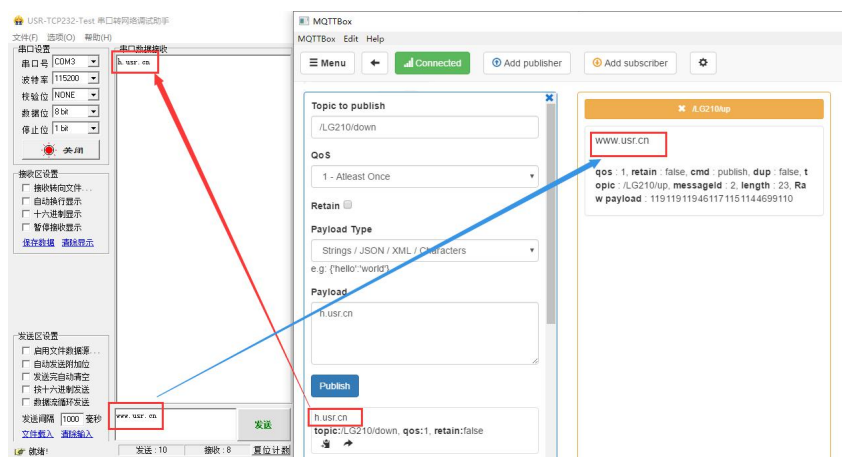 USR-TCP232-Test 串口转网络调试助手
文件(F) 选项(O) 帮助(H)
串口设置
串口号 COM3
波特率 115200
校验位 NONE
数据位 8 bit
停止位 1 bit
关闭
接收区设置
接收转向文件...
自动换行显示
十六进制显示
暂停接收显示
保存数据 清除显示
发送区设置
启用文件数据源...
自动发送附加位
发送完自动清空
按十六进制发送
数据流循环发送
发送间隔 1000 毫秒
文件载入 清除输入
就绪!
串口数据接收
h.usr.cn
www.usr.cn
发送
发送:10 接收:8 复位计数
MQTTBox
MQTTBox Edit Help
Menu Connected Add publisher Add subscriber
Topic to publish
/LG210/down
QoS
1 - Atleast Once
Retain
Payload Type
Strings / JSON / XML / Characters
e.g: {'hello':'world'}
Payload
h.usr.cn
Publish
h.usr.cn
topic:/LG210/down, qos:1, retain:false
/LG210/up
www.usr.cn
qos : 1, retain : false, cmd : publish, dup : false, t
opic : /LG210/up, messageId : 2, length : 23, Ra
w payload : 11911911946117115114​4699110